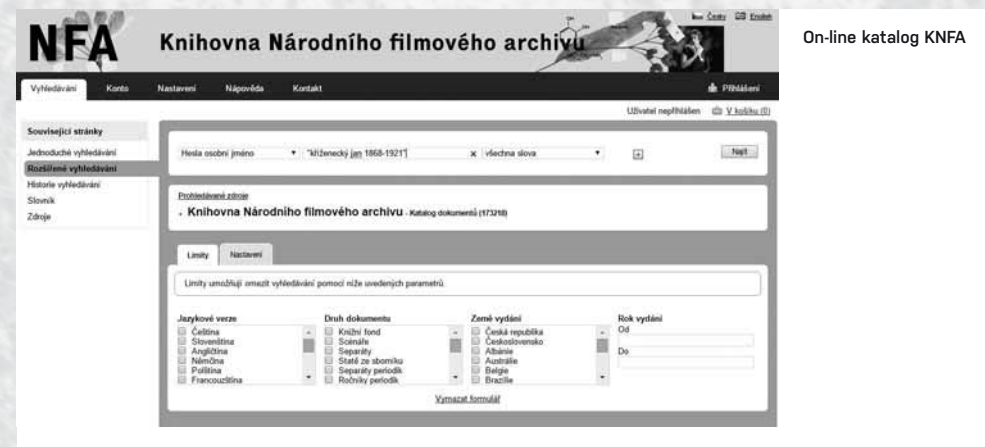 Česky English
NFA Knihovna Národního filmového archivu
On-line katalog KNFA
Vyhledávání Konto Nastavení Nápověda Kontakt Přihlášení
Uživatel nepřihlášen V košíku (0)
Související stránky
Jednoduché vyhledávání
Rozšířené vyhledávání
Historie vyhledávání
Slovník
Zdroje
Hesla osobní jméno "kříženecký jan 1868-1921" x všechna slova + Najít
Prohledávané zdroje
Knihovna Národního filmového archivu - Katalog dokumentů (173210)
Limity Nastavení
Limity umožňují omezit vyhledávání pomocí níže uvedených parametrů.
Jazykové verze Druh dokumentu Země vydání Rok vydání
Čeština Knižní fond Česká republika Od
Slovenština Scénáře Československo
Angličtina Separáty Albánie Do
Němčina Statě ze sborníku Austrálie
Polština Separáty periodik Belgie
Francouzština Ročníky periodik Brazílie
Vymazat formulář